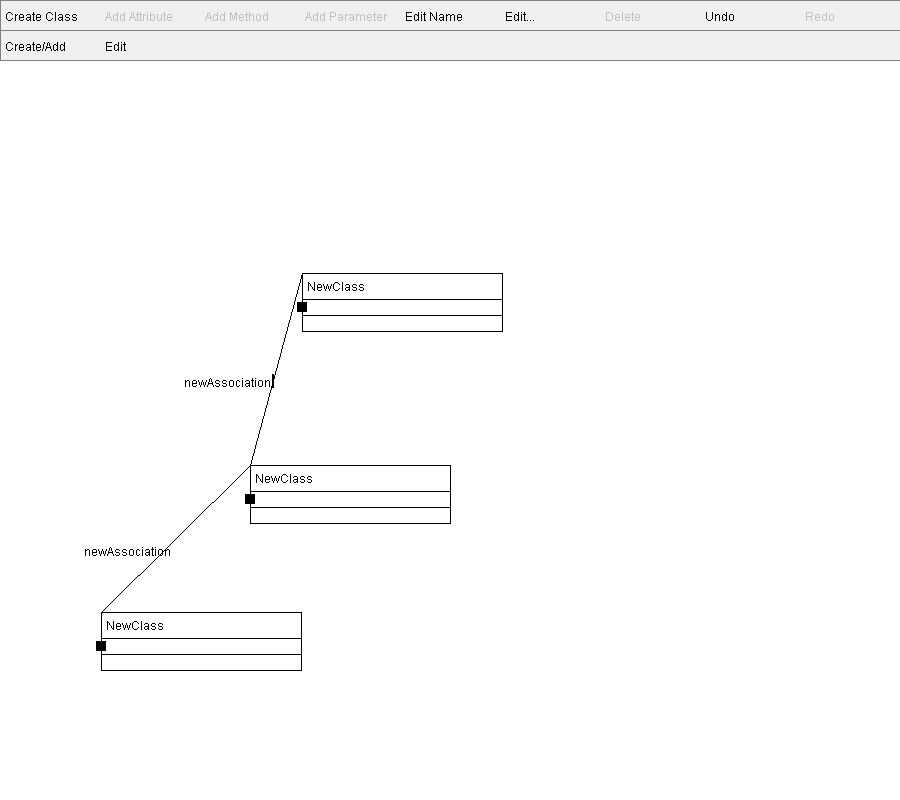 Create Class Add Attribute Add Method Add Parameter Edit Name Edit... Delete Undo Redo
Create/Add Edit
NewClass
newAssociation
NewClass
newAssociation
NewClass